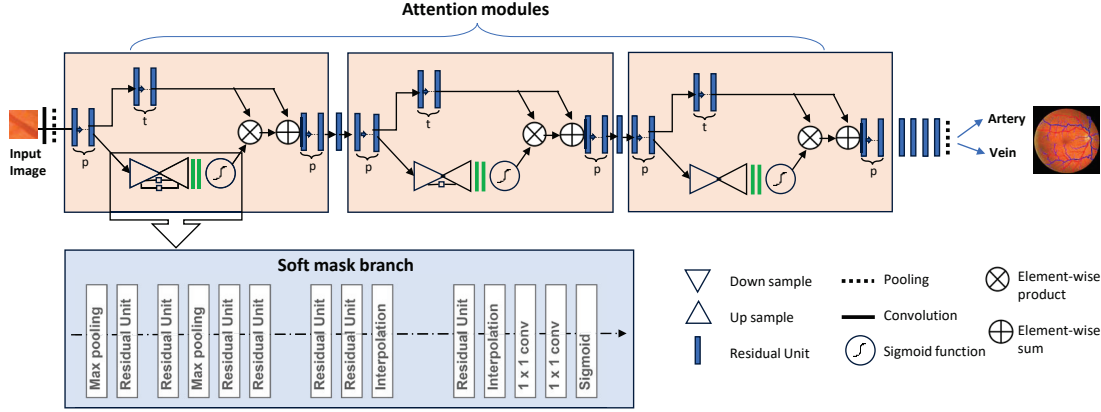 Attention modules
Input
Image
p
t
p
p
t
p
p
t
p
Artery
Vein
Soft mask branch
Max pooling
Residual Unit
Residual Unit
Max pooling
Residual Unit
Residual Unit
Residual Unit
Residual Unit
Interpolation
Residual Unit
Interpolation
1 x 1 conv
1 x 1 conv
Sigmoid
Down sample
Up sample
Residual Unit
Pooling
Convolution
Sigmoid function
Element-wise
product
Element-wise
sum